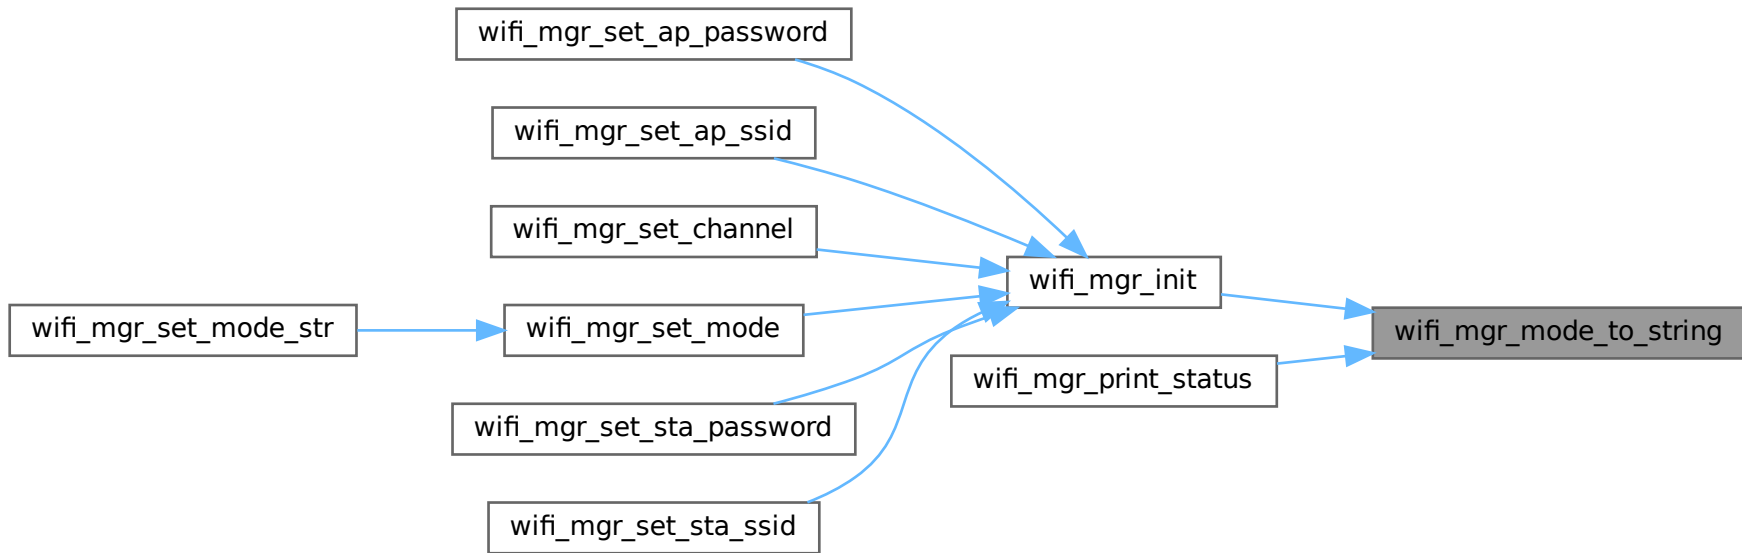 wifi_mgr_set_ap_password
wifi_mgr_set_ap_ssid
wifi_mgr_set_channel
wifi_mgr_init
wifi_mgr_set_mode_str
wifi_mgr_set_mode
wifi_mgr_mode_to_string
wifi_mgr_print_status
wifi_mgr_set_sta_password
wifi_mgr_set_sta_ssid